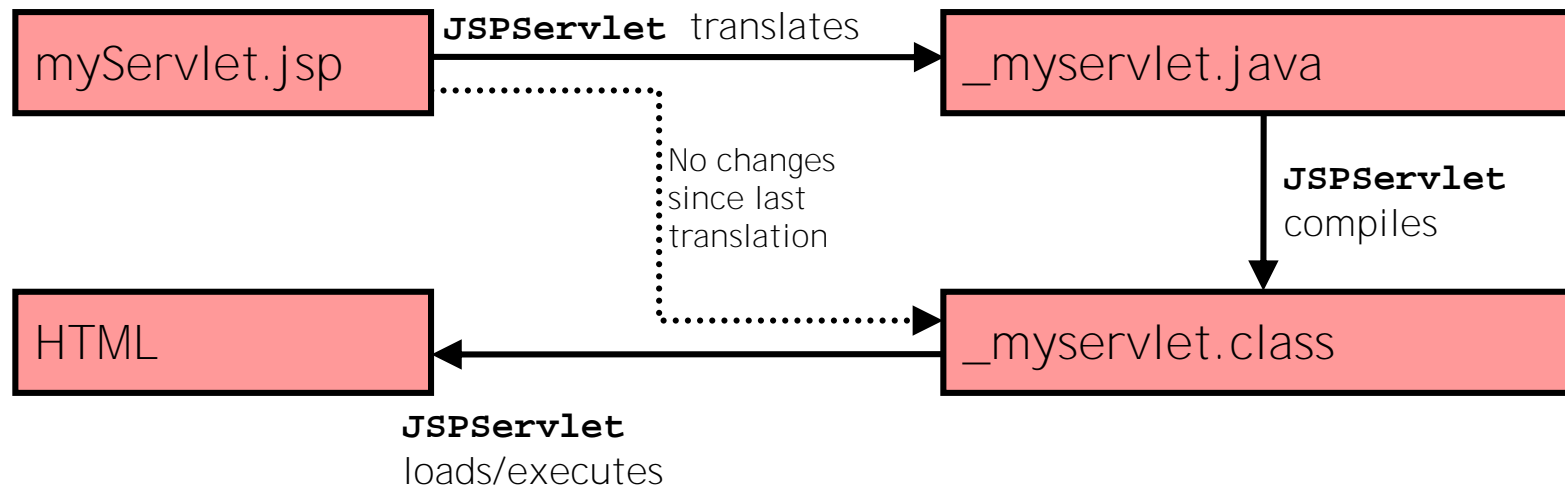 JSPServlet translates
myServlet.jsp
_myservlet.java
No changes
since last
translation
JSPServlet
compiles
HTML
_myservlet.class
JSPServlet
loads/executes